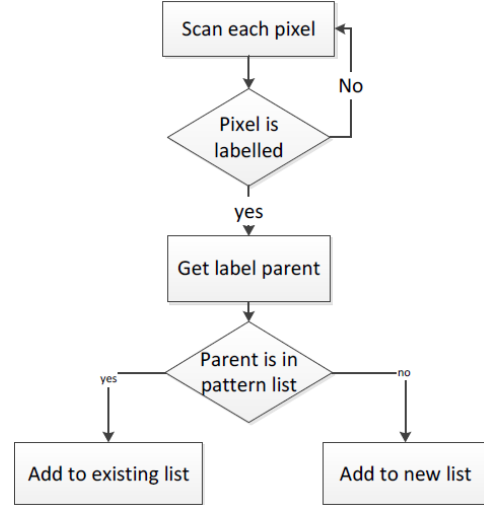 Scan each pixel
No
Pixel is
labelled
yes
Get label parent
Parent is in
pattern list
yes
no
Add to existing list
Add to new list